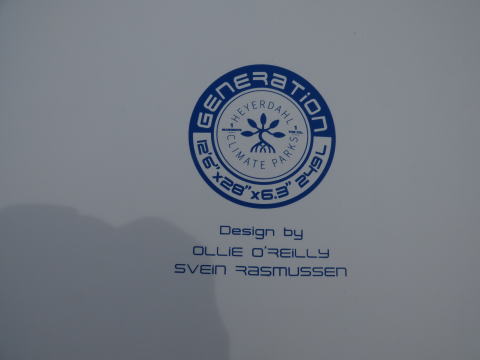 GENERATION
HEYERDAHL
CLIMATE PARKS
12'6"x28"x6.3" 249L
Design by
OLLIE O'REILLY
SVEIN RASMUSSEN